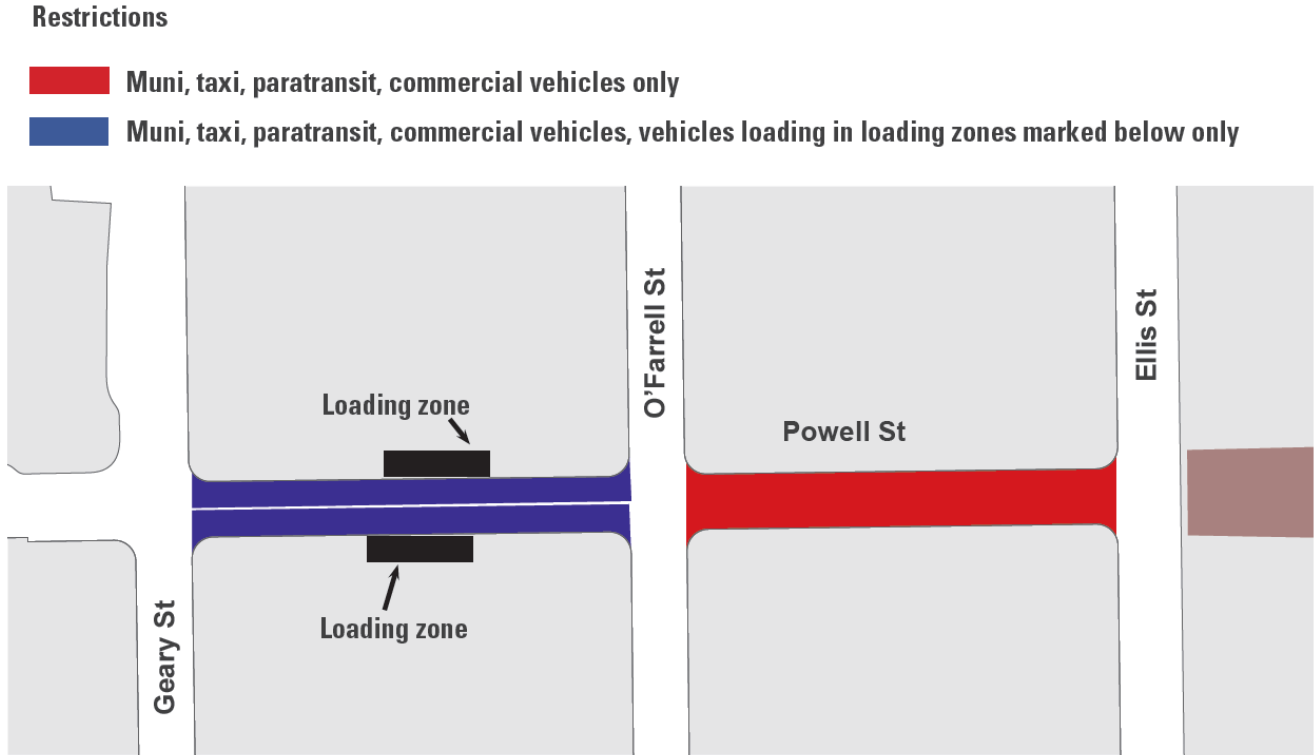 Restrictions
Muni, taxi, paratransit, commercial vehicles only
Muni, taxi, paratransit, commercial vehicles, vehicles loading in loading zones marked below only
O'Farrell St
Ellis St
Loading zone
Powell St
Geary St
Loading zone